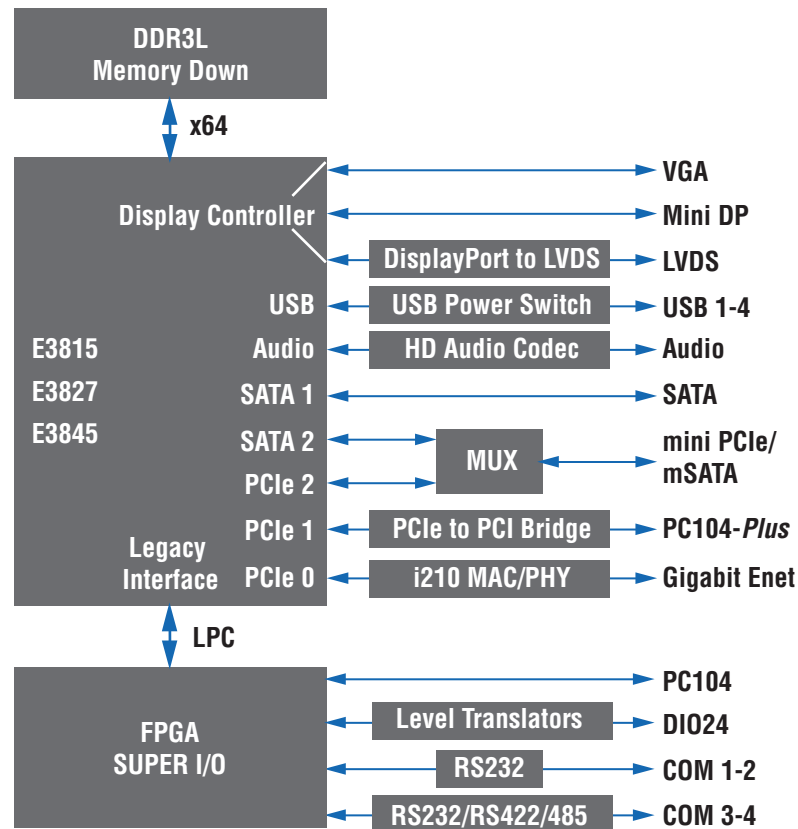 DDR3L
Memory Down
x64
VGA
Display Controller
Mini DP
DisplayPort to LVDS
LVDS
USB
USB Power Switch
USB 1-4
E3815
Audio
HD Audio Codec
Audio
E3827
SATA 1
SATA
E3845
SATA 2
MUX
mini PCIe/
mSATA
PCIe 2
PCIe 1
PCIe to PCI Bridge
PC104-Plus
Legacy
Interface
PCIe 0
i210 MAC/PHY
Gigabit Enet
LPC
FPGA
SUPER I/O
PC104
Level Translators
DIO24
RS232
COM 1-2
RS232/RS422/485
COM 3-4